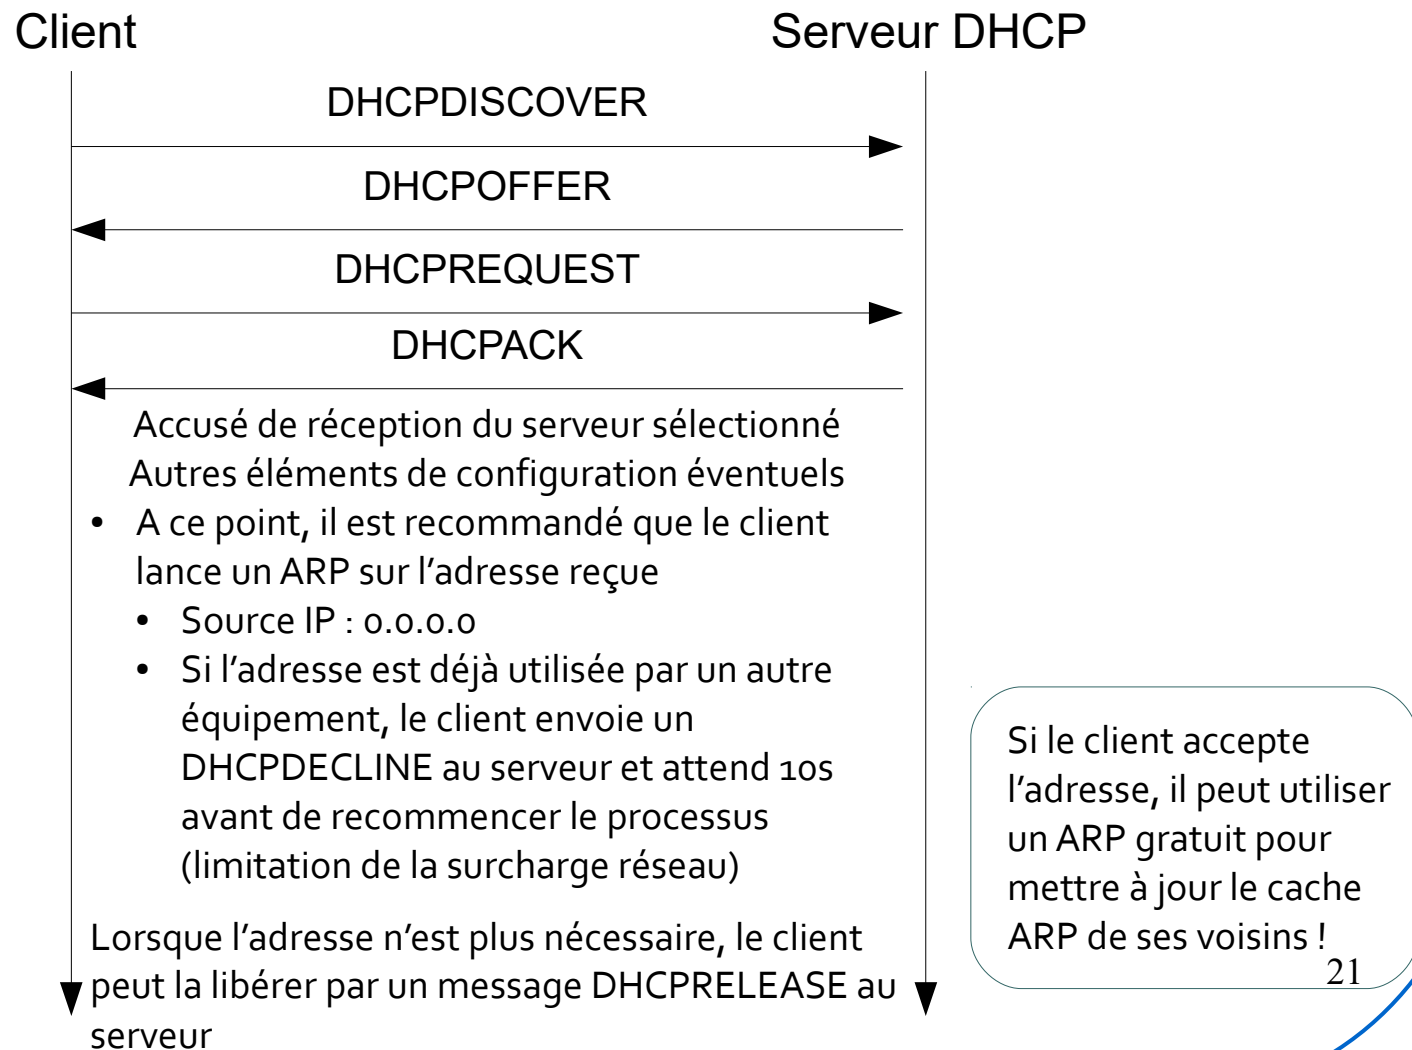 Client
Serveur DHCP
DHCPDISCOVER
DHCPOFFER
DHCPREQUEST
DHCPACK
Accusé de réception du serveur sélectionné
Autres éléments de configuration éventuels
• A ce point, il est recommandé que le client
lance un ARP sur l’adresse reçue
• Source IP : 0.0.0.0
• Si l’adresse est déjà utilisée par un autre
équipement, le client envoie un
DHCPDECLINE au serveur et attend 10s
avant de recommencer le processus
(limitation de la surcharge réseau)
Lorsque l’adresse n’est plus nécessaire, le client
peut la libérer par un message DHCPRELEASE au
serveur
Si le client accepte
l’adresse, il peut utiliser
un ARP gratuit pour
mettre à jour le cache
ARP de ses voisins !
21